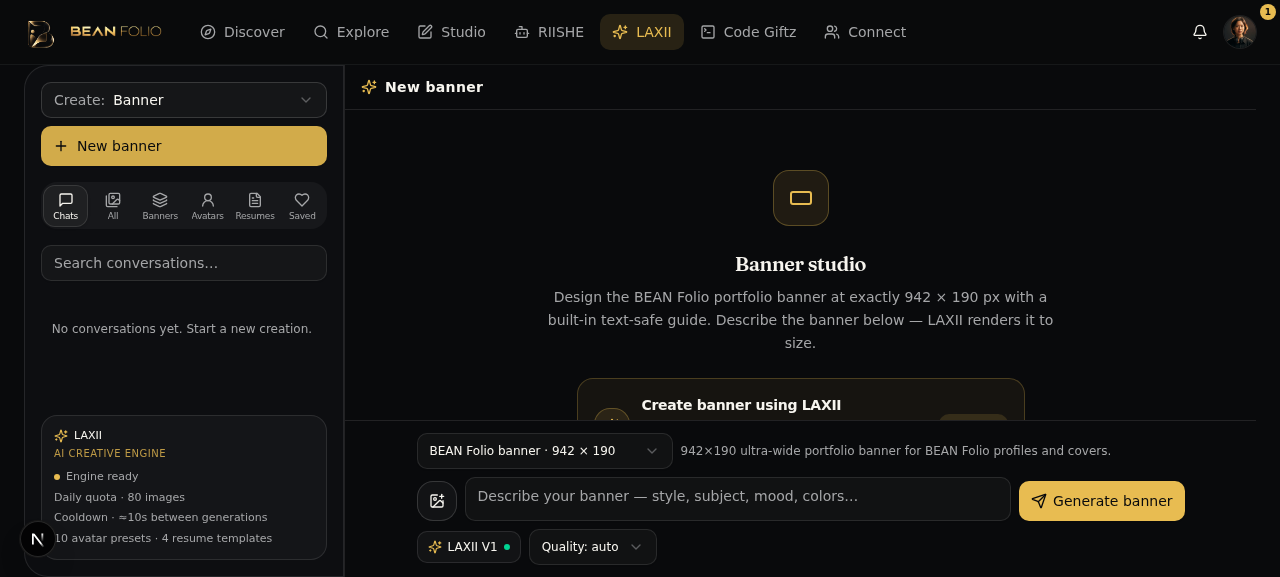 BEAN FOLIO
Discover
Explore
Studio
RIISHE
LAXII
Code Giftz
Connect
1
Create: Banner
New banner
Chats
All
Banners
Avatars
Resumes
Saved
Search conversations...
No conversations yet. Start a new creation.
LAXII
AI CREATIVE ENGINE
Engine ready
Daily quota · 80 images
Cooldown · ≈10s between generations
10 avatar presets · 4 resume templates
N
New banner
Banner studio
Design the BEAN Folio portfolio banner at exactly 942 × 190 px with a
built-in text-safe guide. Describe the banner below — LAXII renders it to
size.
Create banner using LAXII
BEAN Folio banner · 942 × 190
942×190 ultra-wide portfolio banner for BEAN Folio profiles and covers.
Describe your banner — style, subject, mood, colors...
Generate banner
LAXII V1
Quality: auto